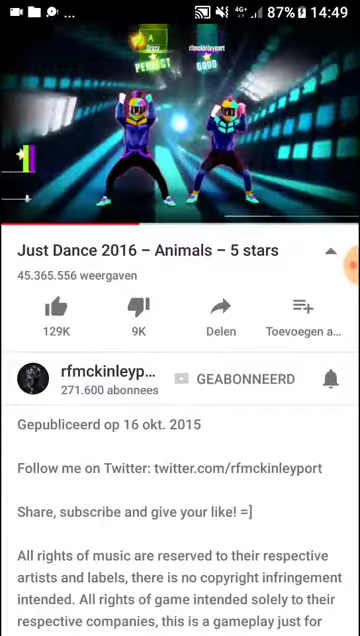 ... 4G+ 87% 14:49
A
Crazy rfmckinleyport
PERFECT GOOD
Just Dance 2016 – Animals – 5 stars
45.365.556 weergaven
129K 9K Delen Toevoegen a...
rfmckinleyp... GEABONNEERD
271.600 abonnees
Gepubliceerd op 16 okt. 2015
Follow me on Twitter: twitter.com/rfmckinleyport
Share, subscribe and give your like! =]
All rights of music are reserved to their respective
artists and labels, there is no copyright infringement
intended. All rights of game intended solely to their
respective companies, this is a gameplay just for